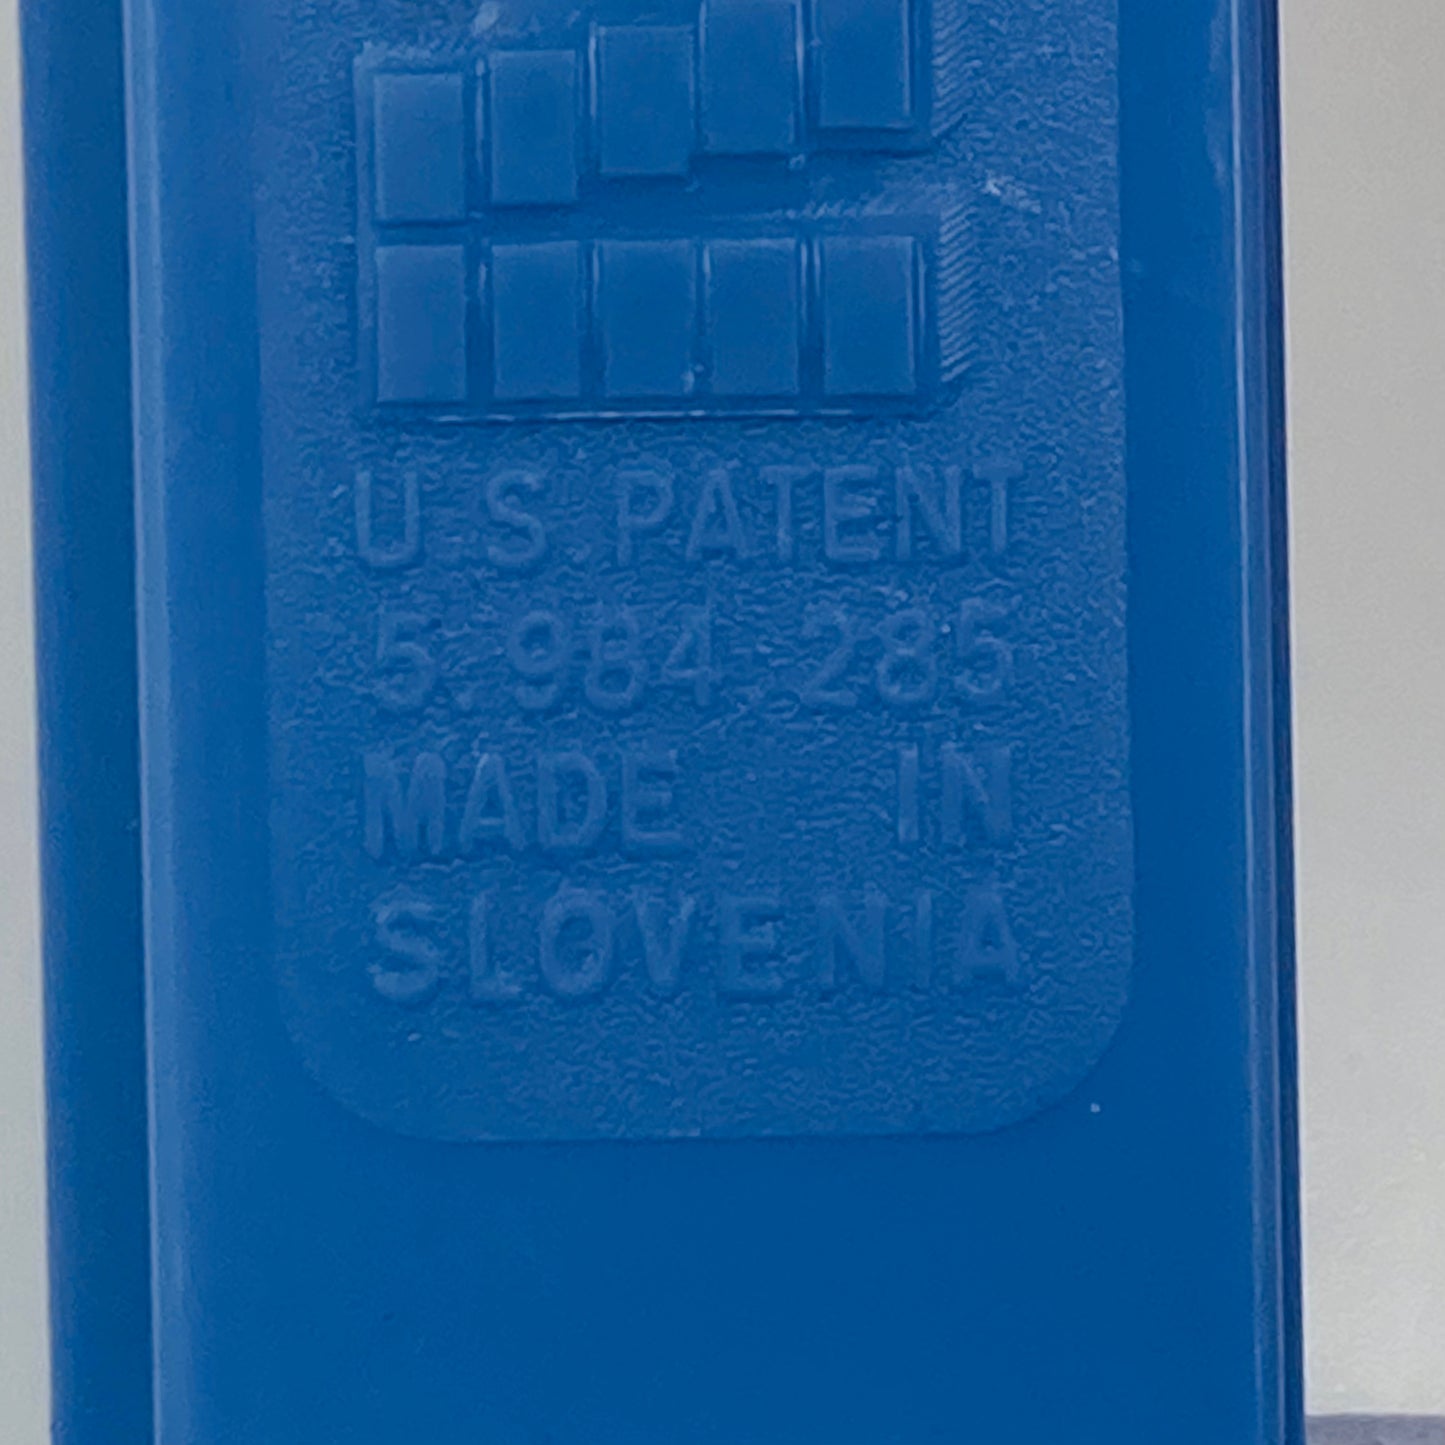 U.S. PATENT
5.984.285
MADE IN
SLOVENIA